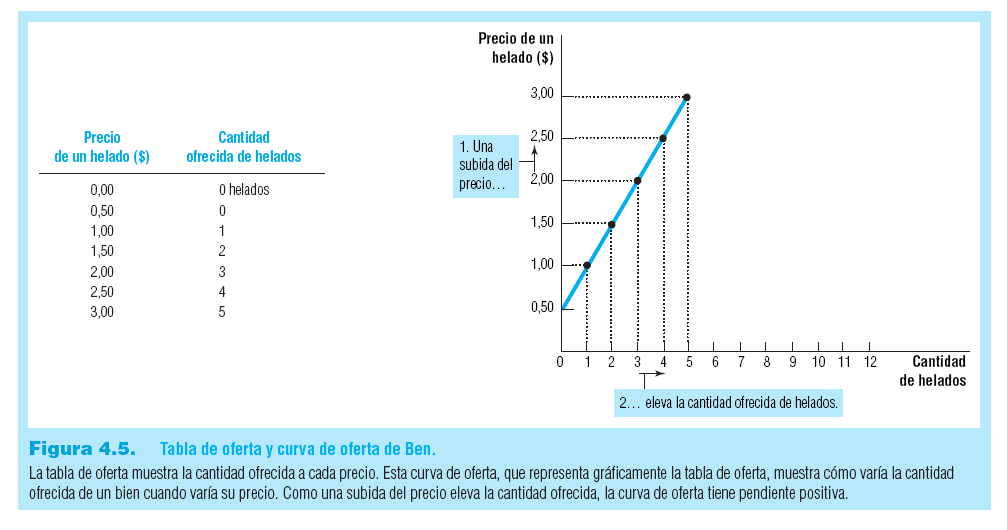 Precio
de un helado ($)
Cantidad
ofrecida de helados
0,00 0 helados
0,50 0
1,00 1
1,50 2
2,00 3
2,50 4
3,00 5
Precio de un
helado ($)
3,00
2,50
2,00
1,50
1,00
0,50
1. Una
subida del
precio…
0 1 2 3 4 5 6 7 8 9 10 11 12
Cantidad
de helados
2… eleva la cantidad ofrecida de helados.
Figura 4.5. Tabla de oferta y curva de oferta de Ben.
La tabla de oferta muestra la cantidad ofrecida a cada precio. Esta curva de oferta, que representa gráficamente la tabla de oferta, muestra cómo varía la cantidad
ofrecida de un bien cuando varía su precio. Como una subida del precio eleva la cantidad ofrecida, la curva de oferta tiene pendiente positiva.